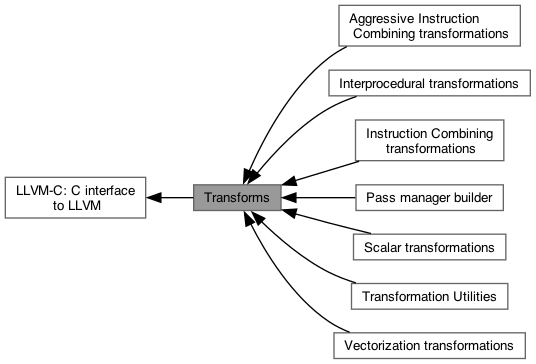 Aggressive Instruction
Combining transformations
Interprocedural transformations
Instruction Combining
transformations
LLVM-C: C interface
to LLVM
Transforms
Pass manager builder
Scalar transformations
Transformation Utilities
Vectorization transformations